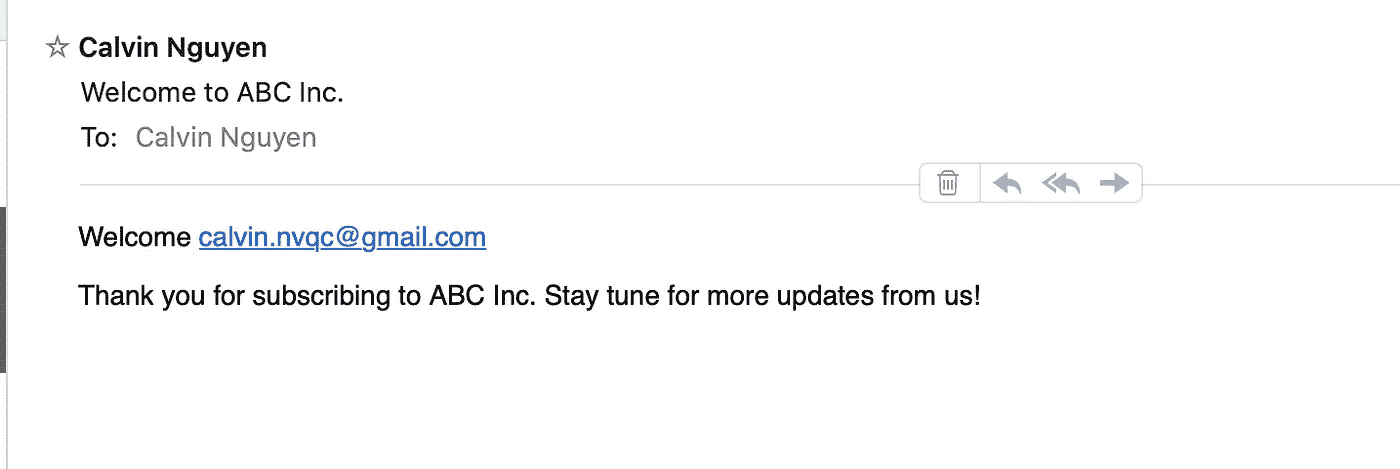 Calvin Nguyen
Welcome to ABC Inc.
To: Calvin Nguyen
Welcome calvin.nvqc@gmail.com
Thank you for subscribing to ABC Inc. Stay tune for more updates from us!